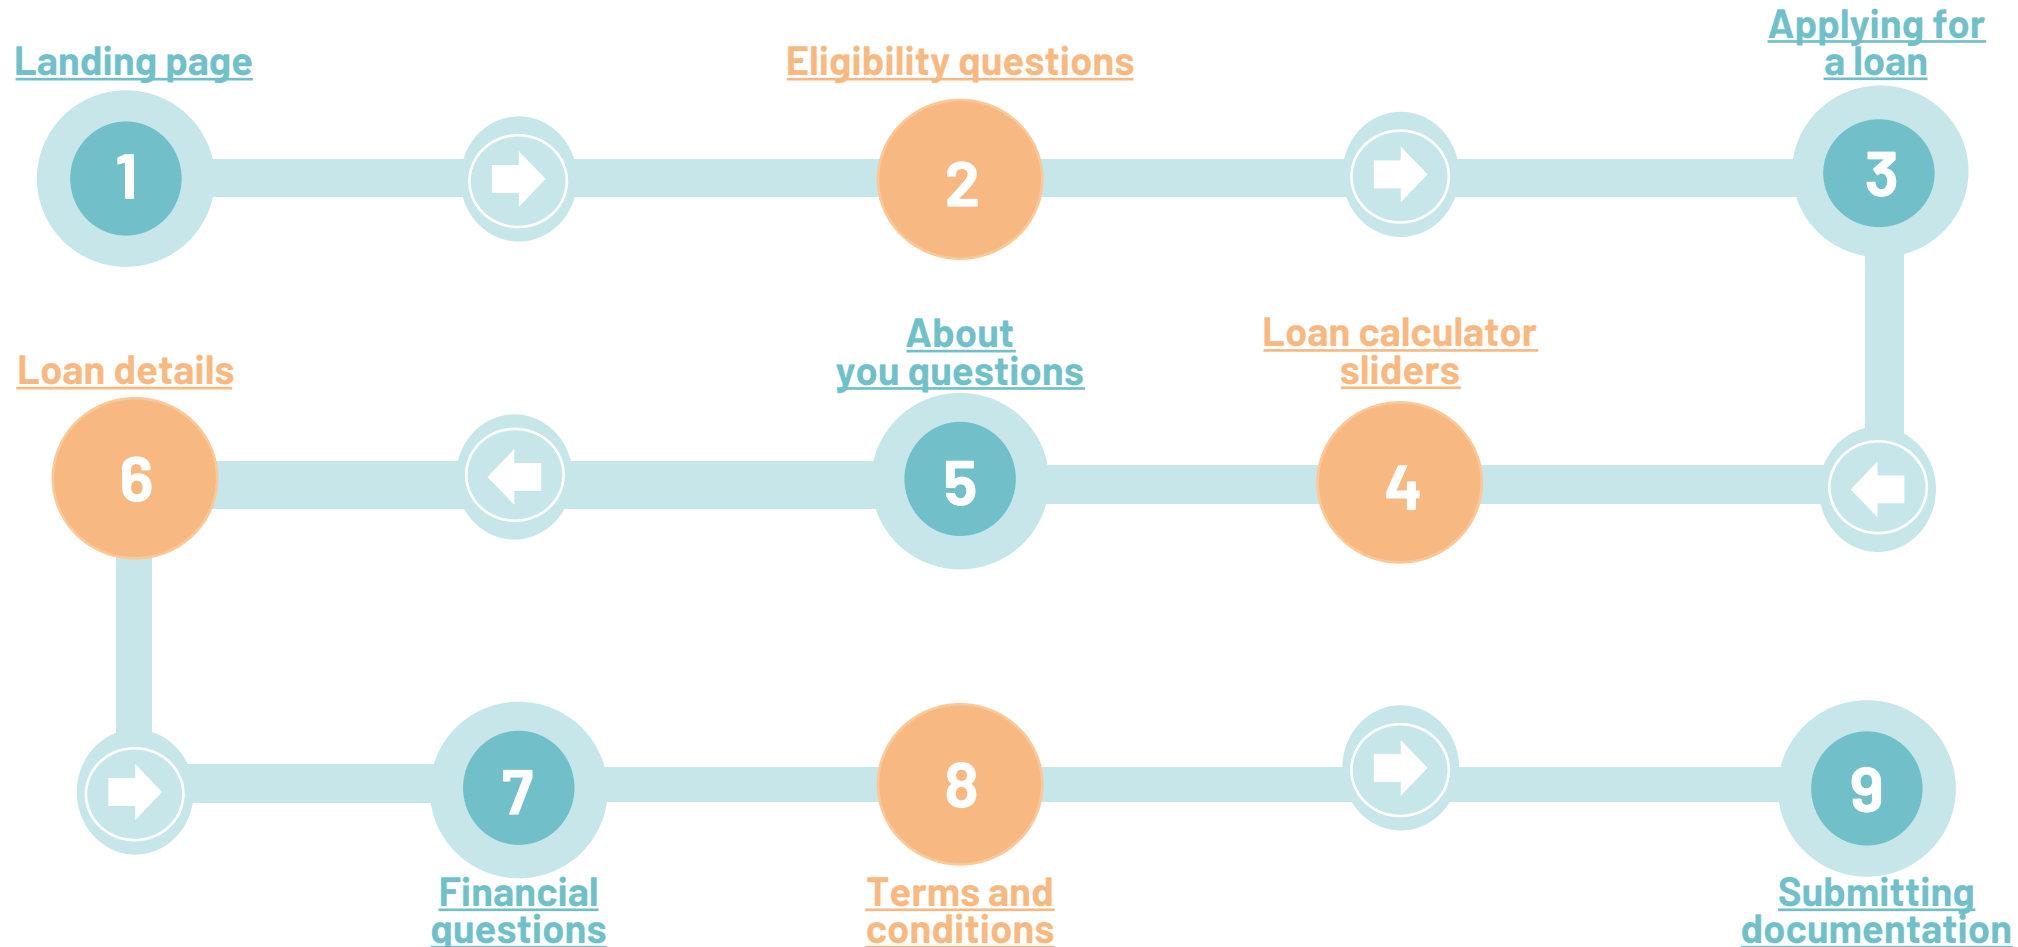 Landing page
Eligibility questions
Applying for
a loan
1
2
3
Loan details
About
you questions
Loan calculator
sliders
6
5
4
7
8
9
Financial
questions
Terms and
conditions
Submitting
documentation